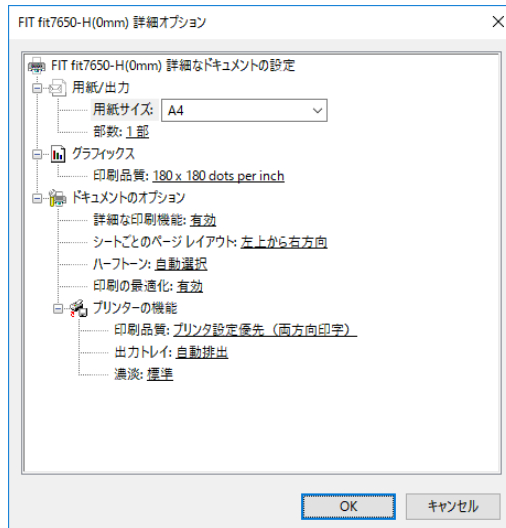 FIT fit7650-H(0mm) 詳細オプション
FIT fit7650-H(0mm) 詳細なドキュメントの設定
用紙/出力
用紙サイズ: A4
部数: 1 部
グラフィックス
印刷品質: 180 x 180 dots per inch
ドキュメントのオプション
詳細な印刷機能: 有効
シートごとのページ レイアウト: 左上から右方向
ハーフトーン: 自動選択
印刷の最適化: 有効
プリンターの機能
印刷品質: プリンタ設定優先（両方向印字）
出力トレイ: 自動排出
濃淡: 標準
OK キャンセル